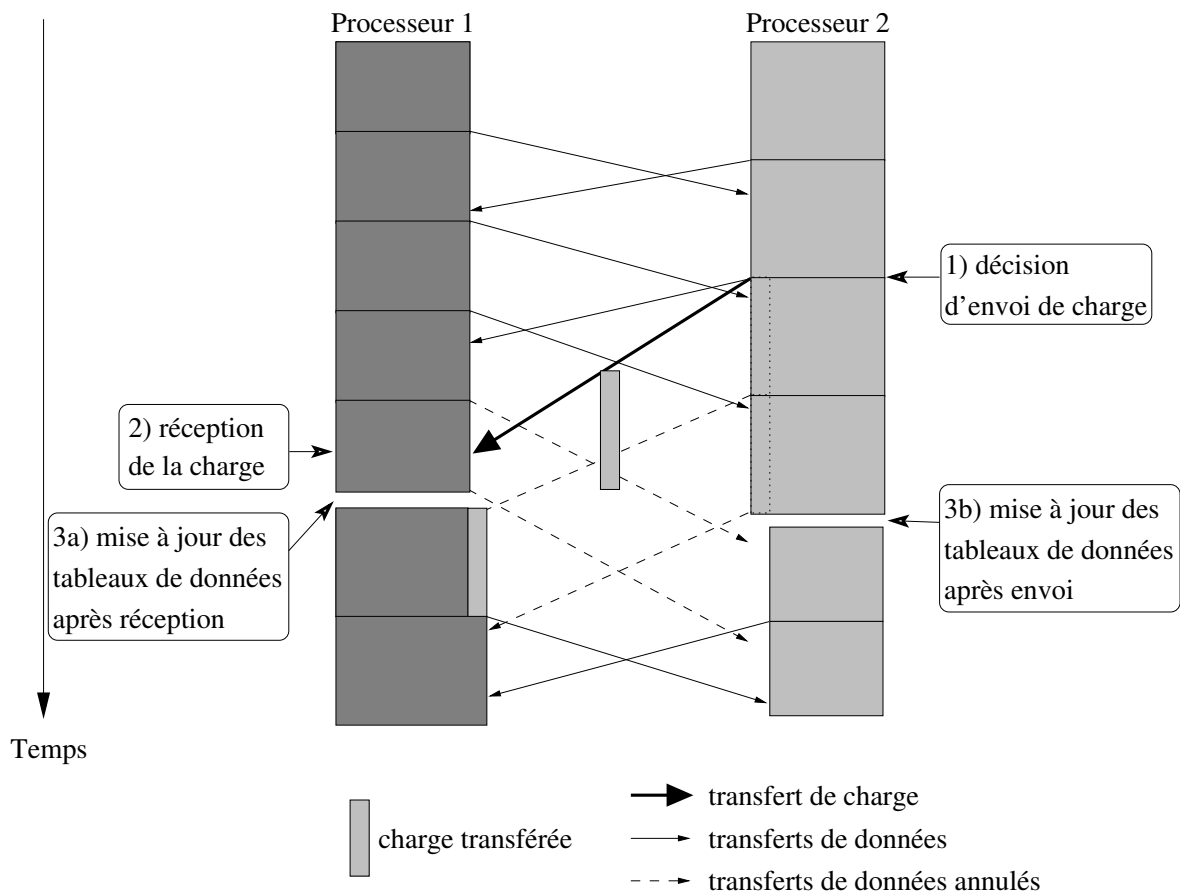 Processeur 1
Processeur 2
1) décision
d'envoi de charge
2) réception
de la charge
3a) mise à jour des
tableaux de données
après réception
3b) mise à jour des
tableaux de données
après envoi
Temps
charge transférée
transfert de charge
transferts de données
transferts de données annulés